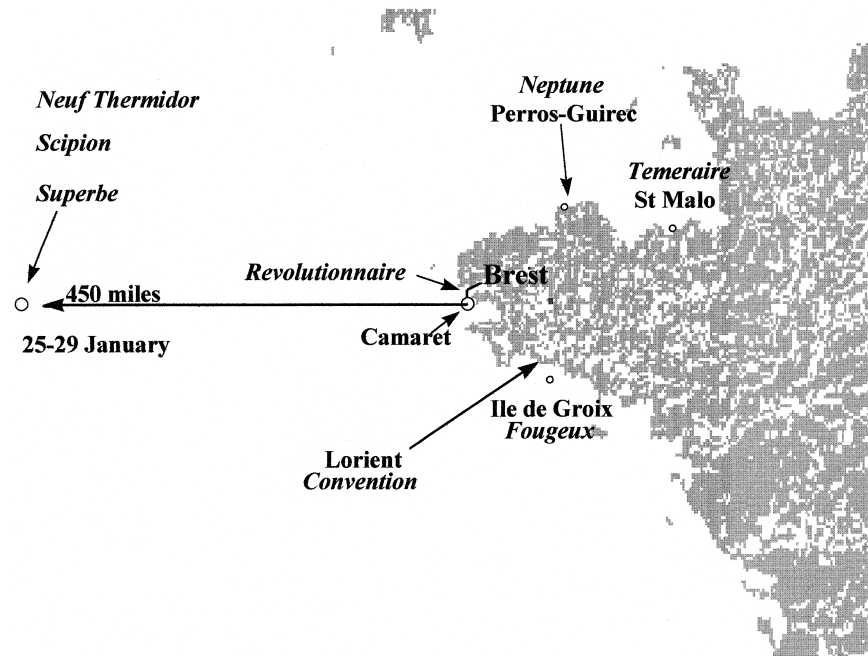 Neuf Thermidor
Scipion
Superbe
450 miles
25-29 January
Neptune
Perros-Guirec
Temeraire
St Malo
Revolutionnaire
Brest
Camaret
Ile de Groix
Fougeux
Lorient
Convention